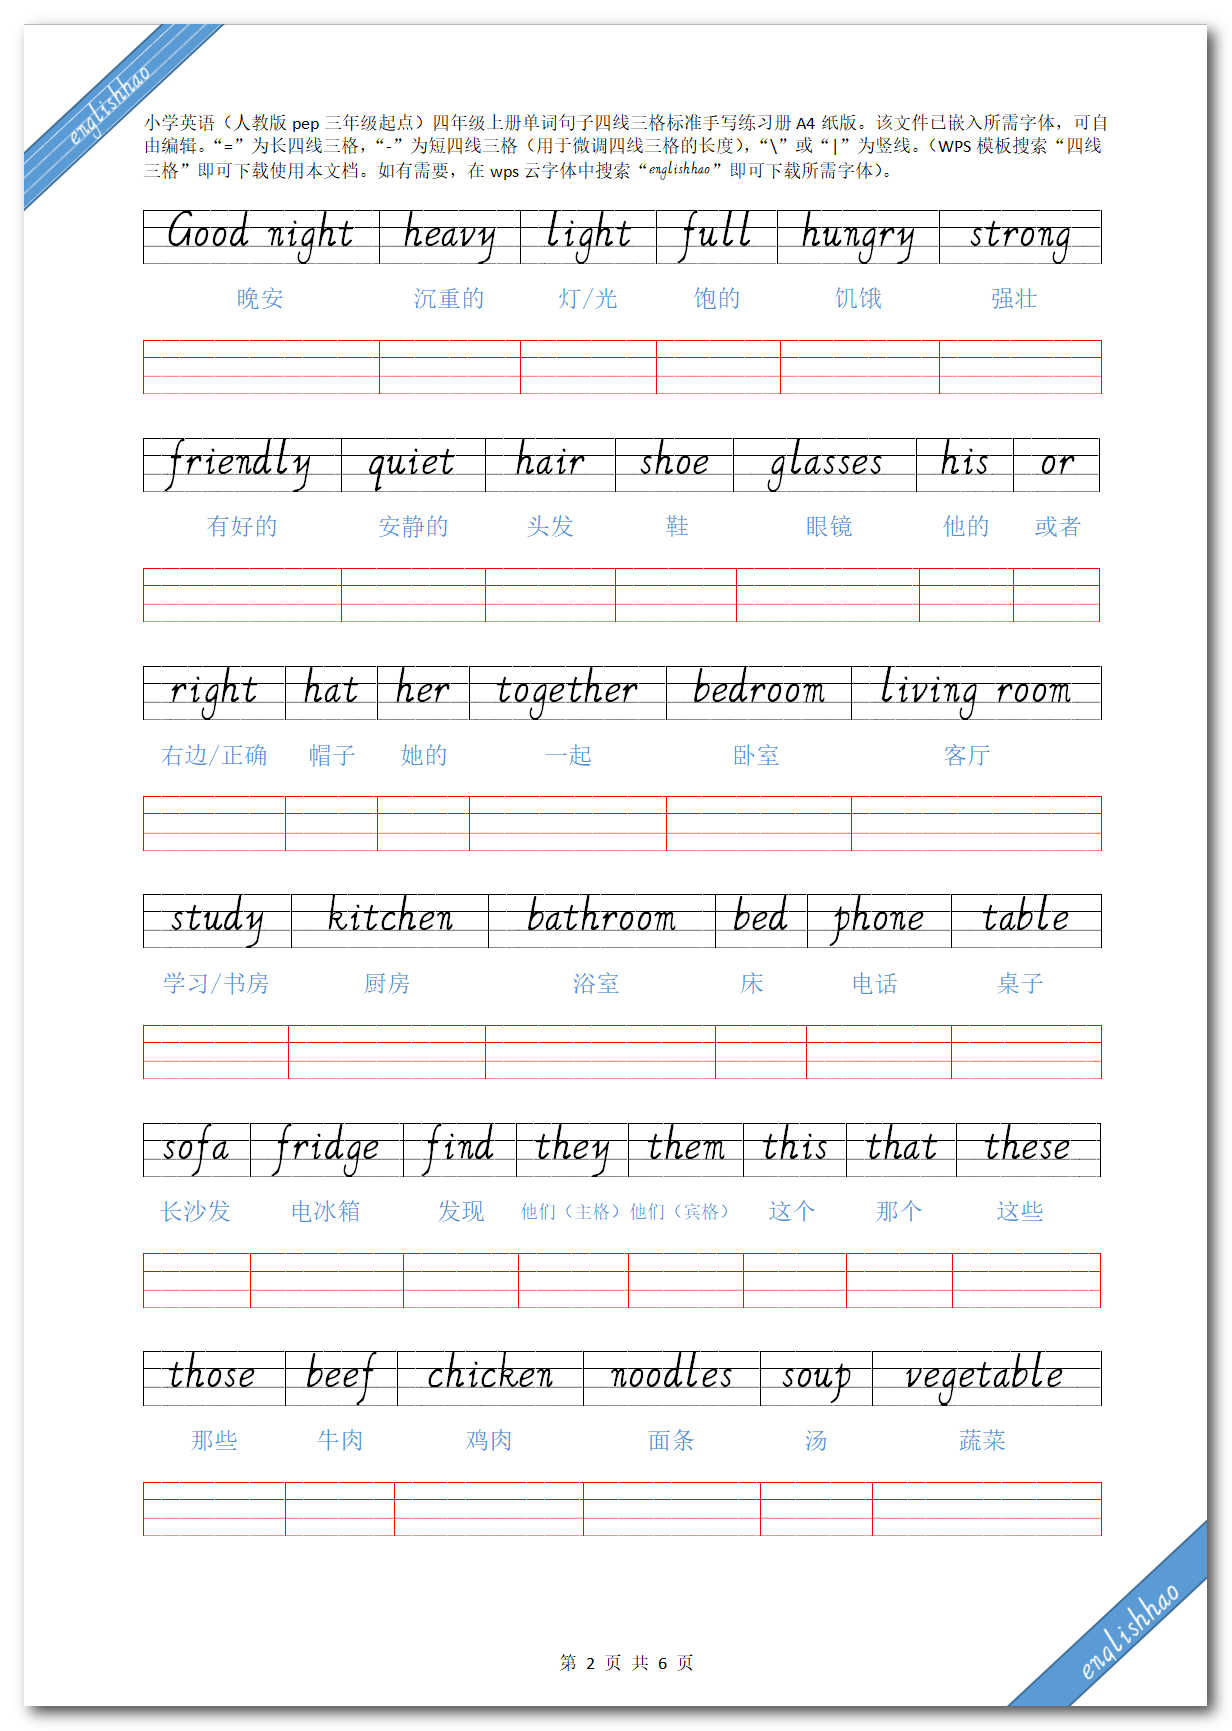 englishhao
小学英语（人教版 pep 三年级起点）四年级上册单词句子四线三格标准手写练习册 A4 纸版。该文件已嵌入所需字体，可自
由编辑。“=”为长四线三格，“-”为短四线三格（用于微调四线三格的长度），“\”或“|”为竖线。（WPS 模板搜索“四线
三格”即可下载使用本文档。如有需要，在 wps 云字体中搜索“englishhao”即可下载所需字体）。
Good night heavy light full hungry strong
晚安 沉重的 灯/光 饱的 饥饿 强壮
friendly quiet hair shoe glasses his or
有好的 安静的 头发 鞋 眼镜 他的 或者
right hat her together bedroom living room
右边/正确 帽子 她的 一起 卧室 客厅
study kitchen bathroom bed phone table
学习/书房 厨房 浴室 床 电话 桌子
sofa fridge find they them this that these
长沙发 电冰箱 发现 他们（主格） 他们（宾格） 这个 那个 这些
those beef chicken noodles soup vegetable
那些 牛肉 鸡肉 面条 汤 蔬菜
englishhao
第 2 页 共 6 页